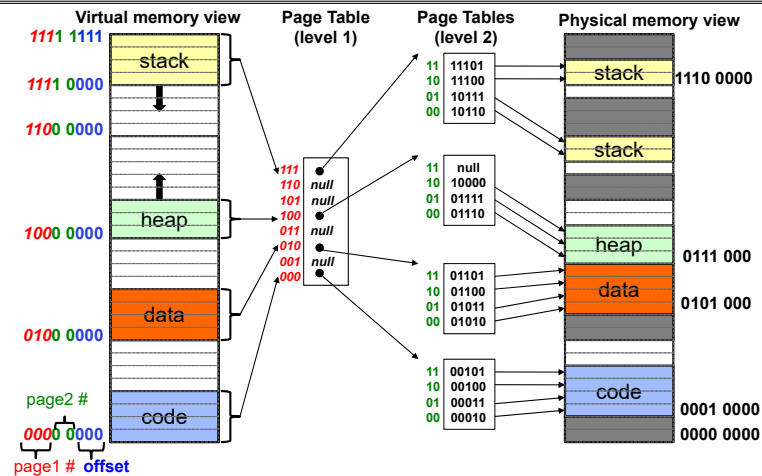 Virtual memory view
Page Table
(level 1)
Page Tables
(level 2)
Physical memory view
1111 1111
stack
1111 0000
1100 0000
heap
1000 0000
data
0100 0000
page2 #
code
0000 0000
page1 # offset
111
110 null
101 null
100
011 null
010
001 null
000
11 11101
10 11100
01 10111
00 10110
11 null
10 10000
01 01111
00 01110
11 01101
10 01100
01 01011
00 01010
11 00101
10 00100
01 00011
00 00010
stack
1110 0000
stack
heap
0111 000
data
0101 000
code
0001 0000
0000 0000